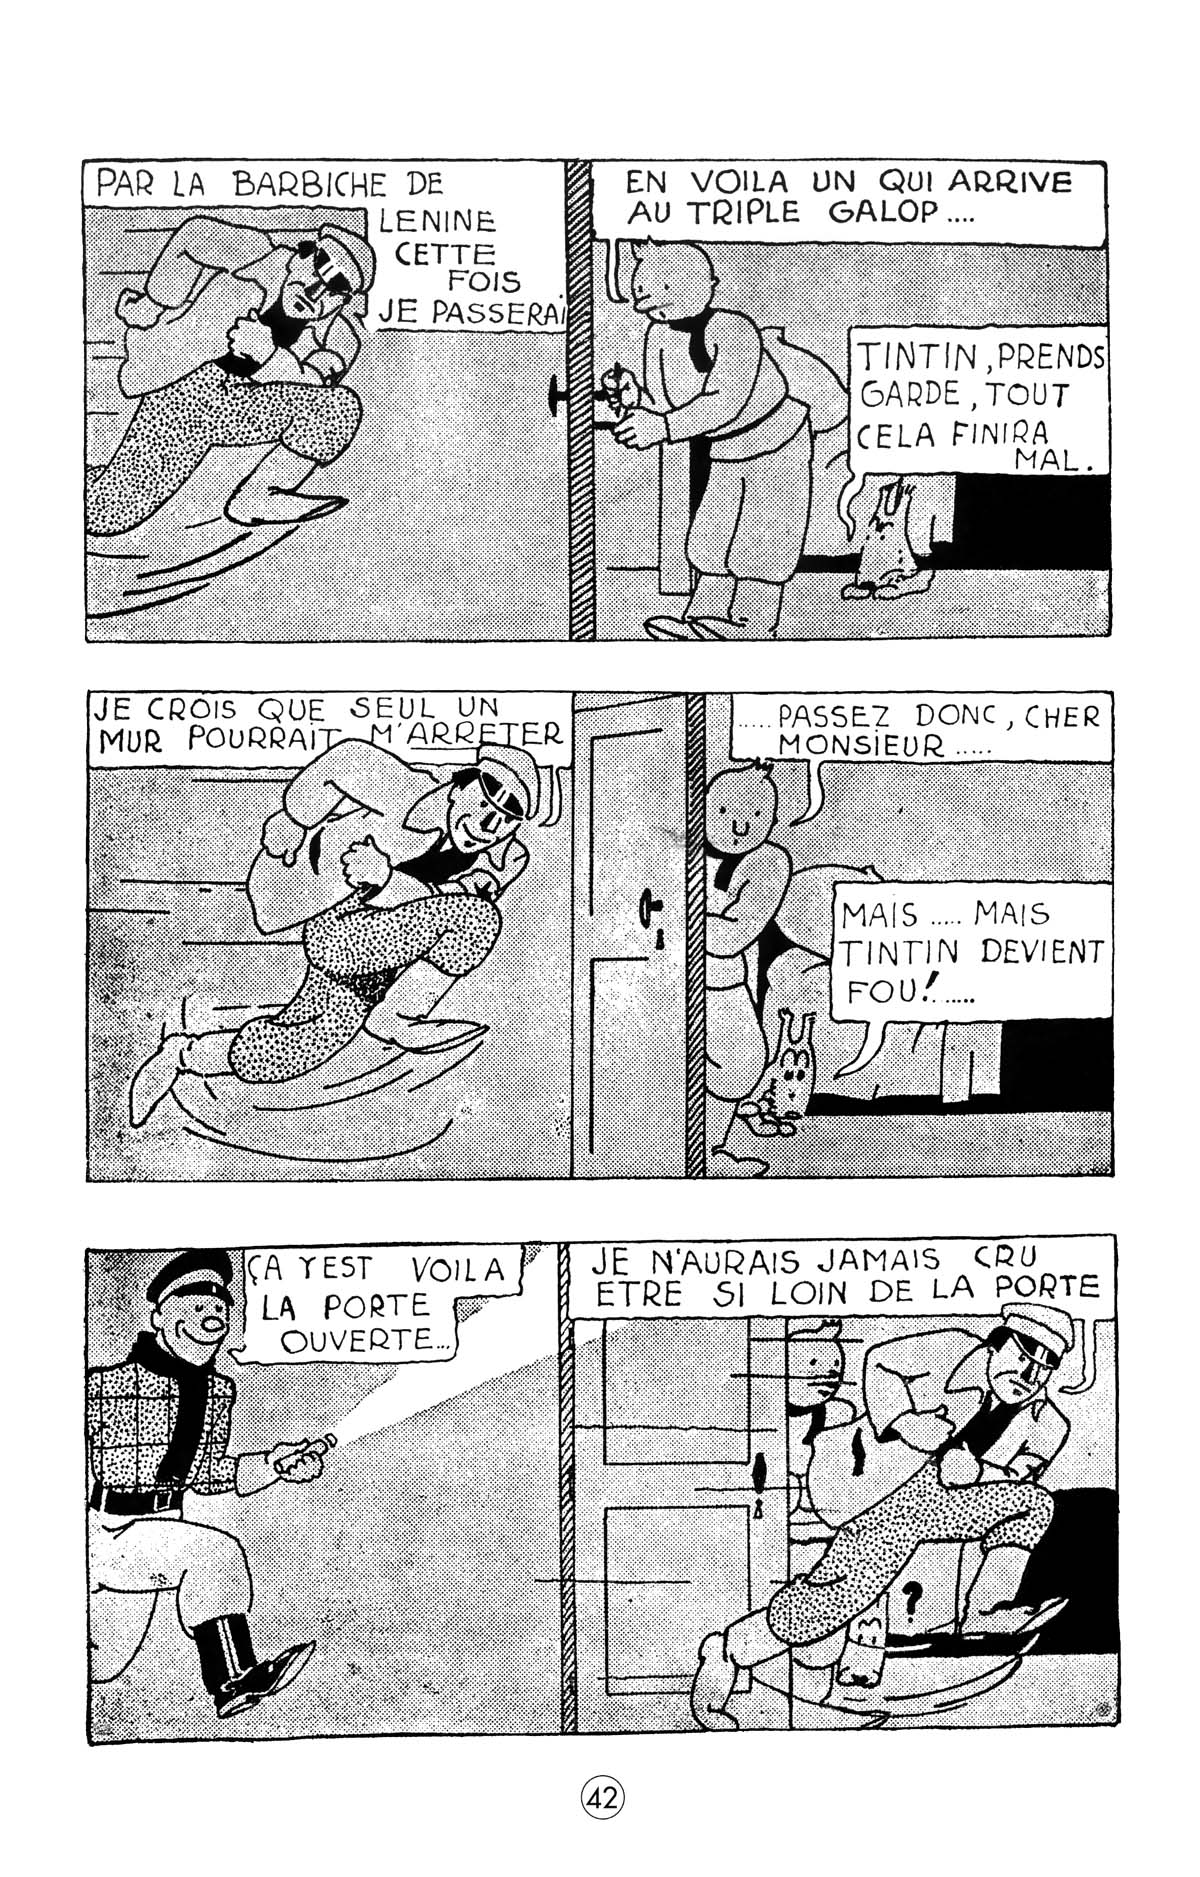 PAR LA BARBICHE DE
LENINE
CETTE
FOIS
JE PASSERAI
EN VOILA UN QUI ARRIVE
AU TRIPLE GALOP....
TINTIN, PRENDS
GARDE, TOUT
CELA FINIRA
MAL.
JE CROIS QUE SEUL UN
MUR POURRAIT M'ARRETER
.....PASSEZ DONC, CHER
MONSIEUR.....
MAIS..... MAIS
TINTIN DEVIENT
FOU!.....
ÇA Y EST VOILA
LA PORTE
OUVERTE...
JE N'AURAIS JAMAIS CRU
ETRE SI LOIN DE LA PORTE
?
42